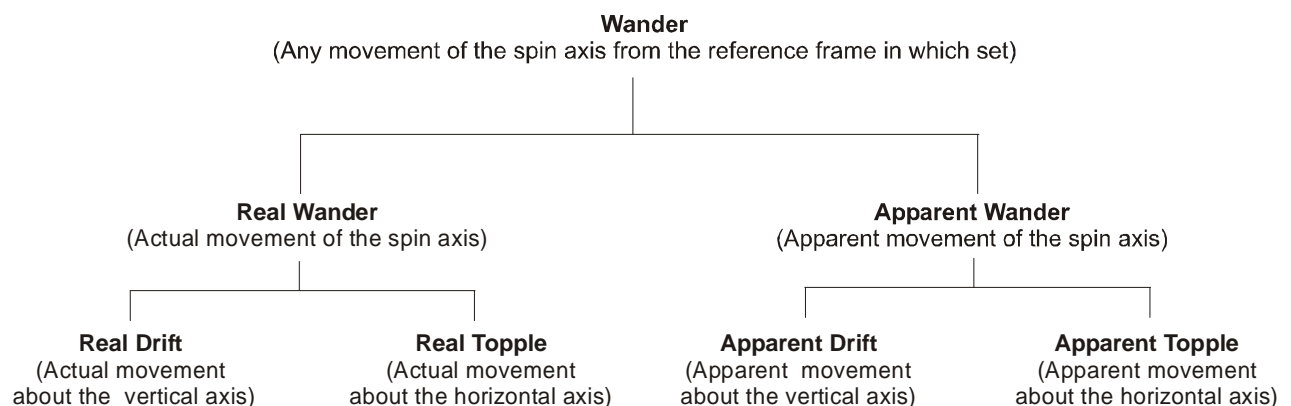 Wander
(Any movement of the spin axis from the reference frame in which set)
Real Wander
(Actual movement of the spin axis)
Apparent Wander
(Apparent movement of the spin axis)
Real Drift
(Actual movement
about the vertical axis)
Real Topple
(Actual movement
about the horizontal axis)
Apparent Drift
(Apparent movement
about the vertical axis)
Apparent Topple
(Apparent movement
about the horizontal axis)